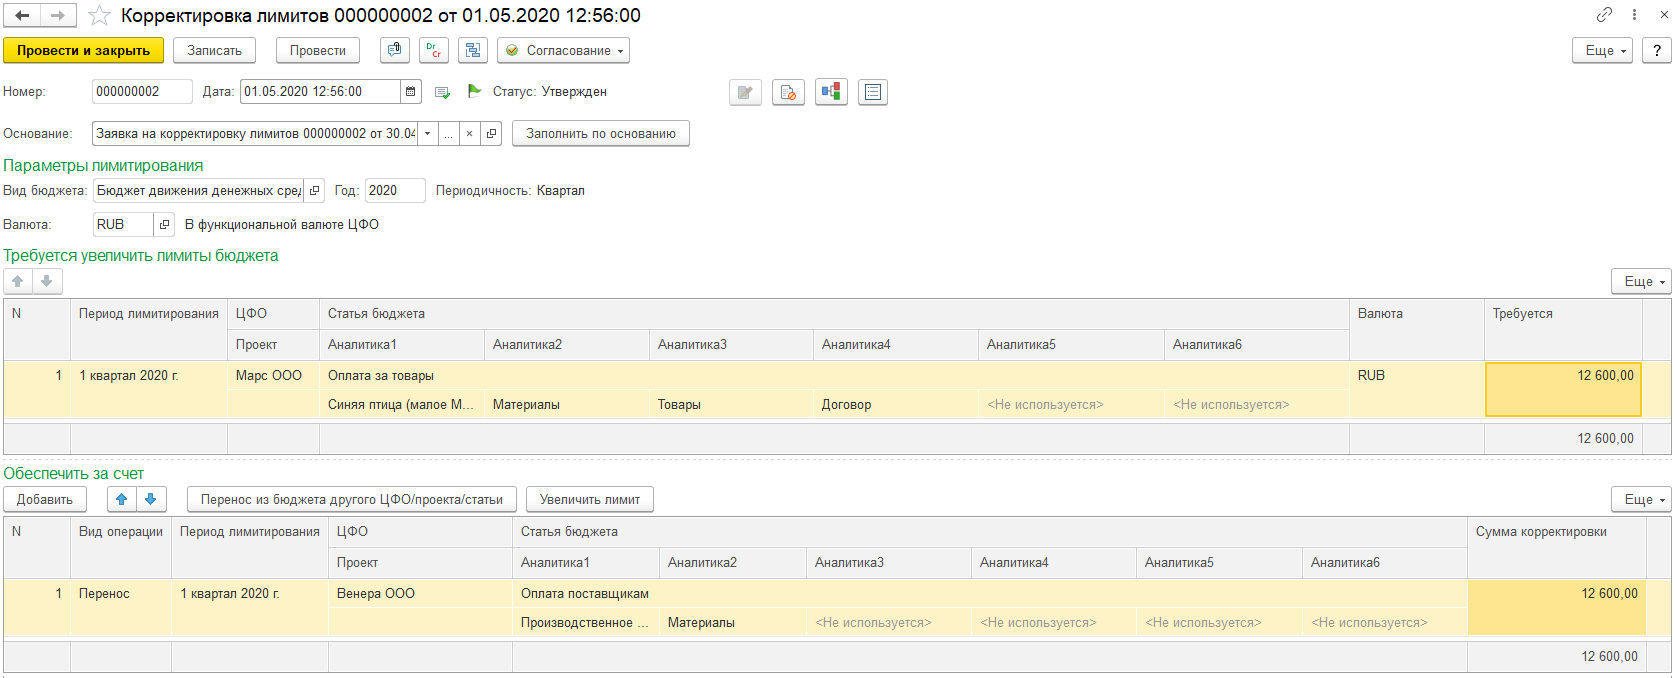 Корректировка лимитов 000000002 от 01.05.2020 12:56:00
Провести и закрыть Записать Провести Dr Cr Согласование Еще ?
Номер: 000000002 Дата: 01.05.2020 12:56:00 Статус: Утвержден
Основание: Заявка на корректировку лимитов 000000002 от 30.04 ... Заполнить по основанию
Параметры лимитирования
Вид бюджета: Бюджет движения денежных сред Год: 2020 Периодичность: Квартал
Валюта: RUB В функциональной валюте ЦФО
Требуется увеличить лимиты бюджета
Еще
N Период лимитирования ЦФО Статья бюджета Валюта Требуется
Проект Аналитика1 Аналитика2 Аналитика3 Аналитика4 Аналитика5 Аналитика6
1 1 квартал 2020 г. Марс ООО Оплата за товары RUB 12 600,00
Синяя птица (малое М... Материалы Товары Договор <Не используется> <Не используется>
12 600,00
Обеспечить за счет
Добавить Перенос из бюджета другого ЦФО/проекта/статьи Увеличить лимит Еще
N Вид операции Период лимитирования ЦФО Статья бюджета Сумма корректировки
Проект Аналитика1 Аналитика2 Аналитика3 Аналитика4 Аналитика5 Аналитика6
1 Перенос 1 квартал 2020 г. Венера ООО Оплата поставщикам 12 600,00
Производственное ... Материалы <Не используется> <Не используется> <Не используется> <Не используется>
12 600,00